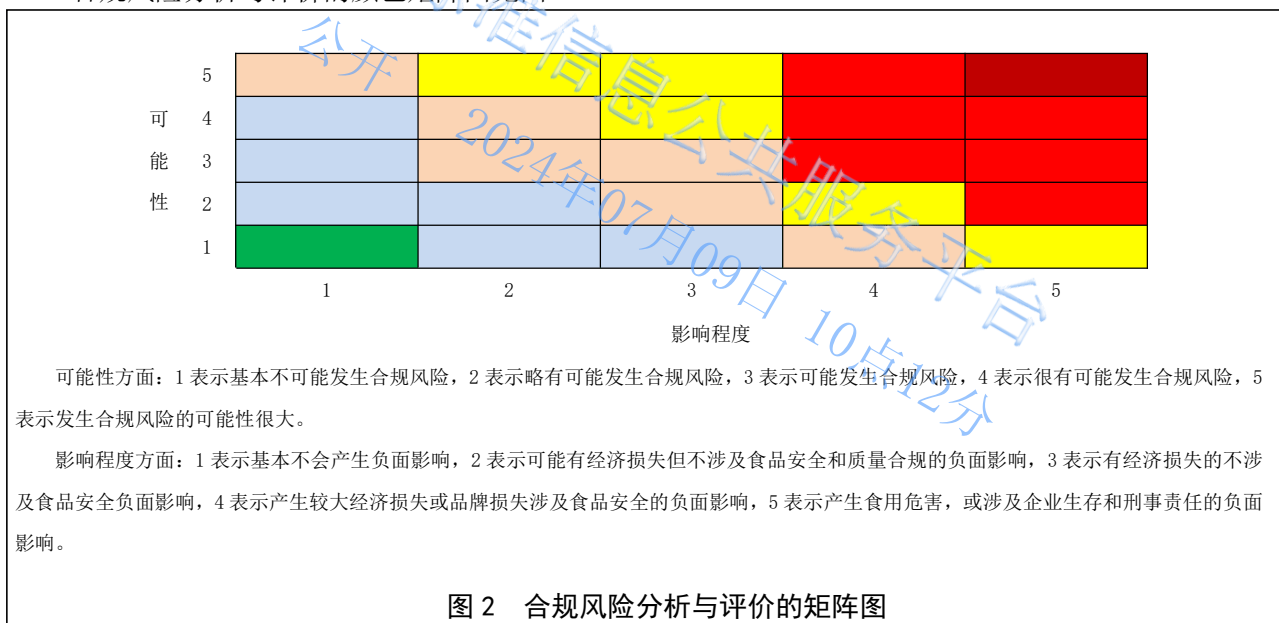 5
可 4
能 3
性 2
1
1 2 3 4 5
影响程度
可能性方面：1 表示基本不可能发生合规风险，2 表示略有可能发生合规风险，3 表示可能发生合规风险，4 表示很有可能发生合规风险，5
表示发生合规风险的可能性很大。
影响程度方面：1 表示基本不会产生负面影响，2 表示可能有经济损失但不涉及食品安全和质量合规的负面影响，3 表示有经济损失的不涉
及食品安全负面影响，4 表示产生较大经济损失或品牌损失涉及食品安全的负面影响，5 表示产生食用危害，或涉及企业生存和刑事责任的负面
影响。
图 2 合规风险分析与评价的矩阵图
准信息公共服务平台
公开
2024年07月09日 10点12分